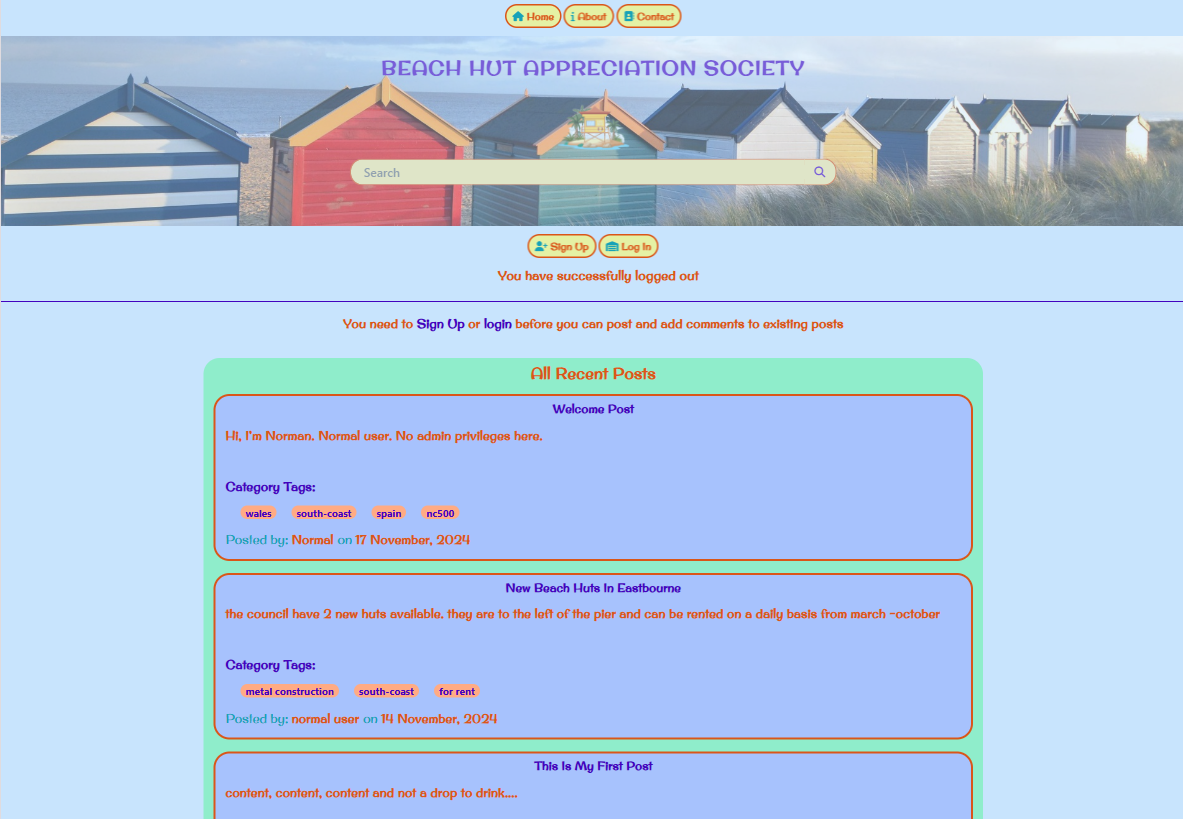 Home About Contact
BEACH HUT APPRECIATION SOCIETY
Search
Sign Up Log In
You have successfully logged out
You need to Sign Up or login before you can post and add comments to existing posts
All Recent Posts
Welcome Post
Hi, I'm Norman. Normal user. No admin privileges here.
Category Tags:
wales south-coast spain nc500
Posted by: Normal on 17 November, 2024
New Beach Huts In Eastbourne
the council have 2 new huts available. they are to the left of the pier and can be rented on a daily basis from march -october
Category Tags:
metal construction south-coast for rent
Posted by: normal user on 14 November, 2024
This Is My First Post
content, content, content and not a drop to drink....